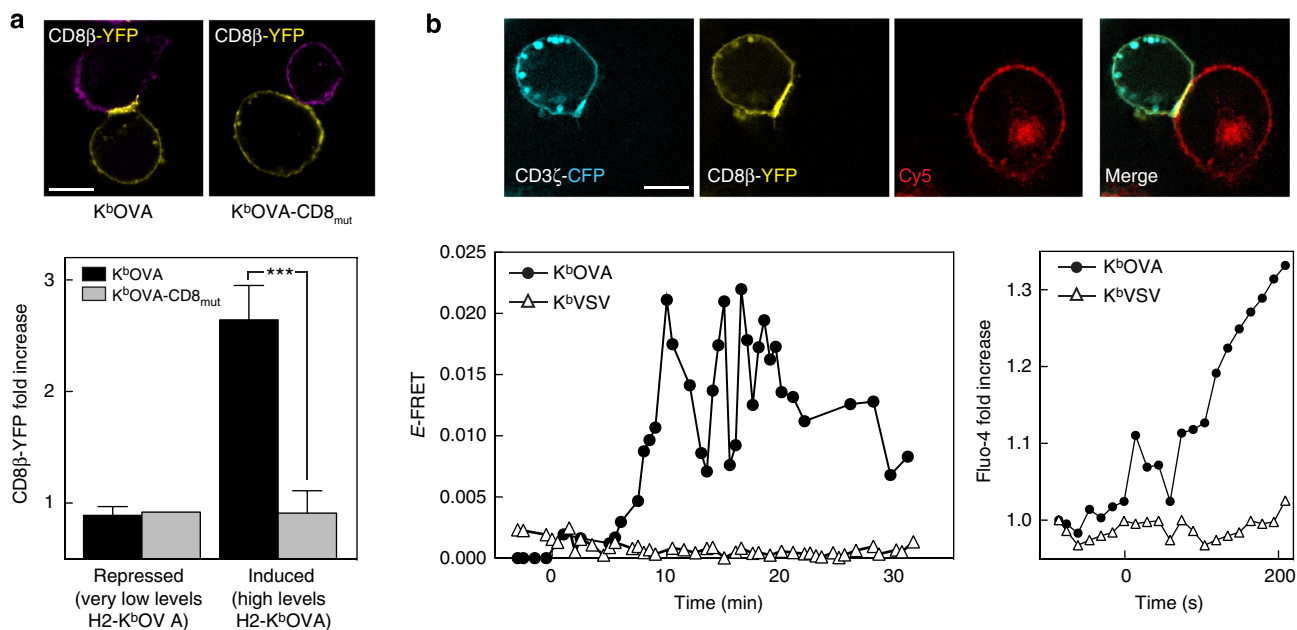 a
CD8β-YFP
CD8β-YFP
KᵇOVA
KᵇOVA-CD8mut
b
CD3ζ-CFP
CD8β-YFP
Cy5
Merge
CD8β-YFP fold increase
3
2
1
KᵇOVA
KᵇOVA-CD8mut
***
Repressed
(very low levels
H2-KᵇOV A)
Induced
(high levels
H2-KᵇOVA)
E-FRET
0.025
0.020
0.015
0.010
0.005
0.000
KᵇOVA
KᵇVSV
0
10
20
30
Time (min)
Fluo-4 fold increase
1.3
1.2
1.1
1.0
KᵇOVA
KᵇVSV
0
200
Time (s)